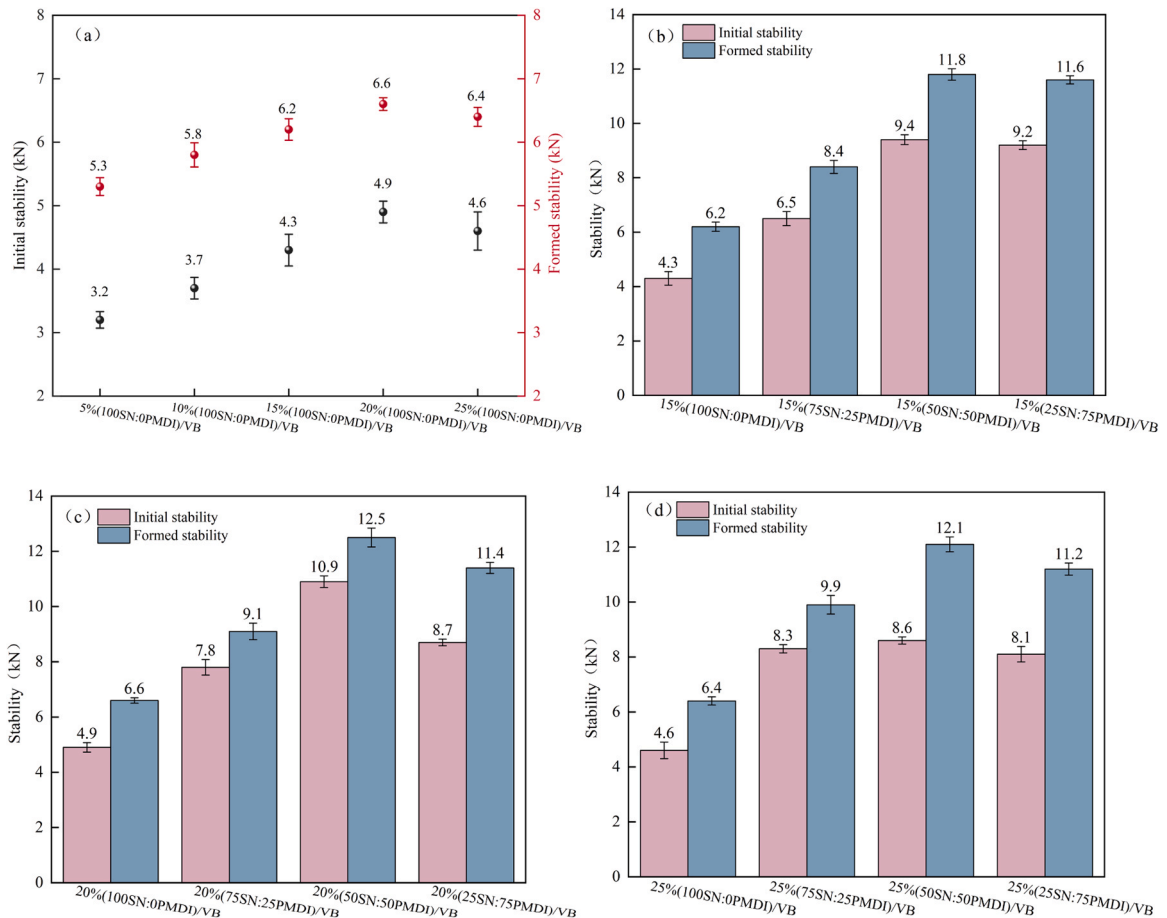 (a)
Initial stability (kN)
Formed stability (kN)
8
7
6
5
4
3
2
8
7
6
5
4
3
2
5.3
5.8
6.2
6.6
6.4
3.2
3.7
4.3
4.9
4.6
5%(100SN:0PMDI)/VB
10%(100SN:0PMDI)/VB
15%(100SN:0PMDI)/VB
20%(100SN:0PMDI)/VB
25%(100SN:0PMDI)/VB
(b)
Initial stability
Formed stability
Stability (kN)
14
12
10
8
6
4
2
0
4.3
6.2
6.5
8.4
9.4
11.8
9.2
11.6
15%(100SN:0PMDI)/VB
15%(75SN:25PMDI)/VB
15%(50SN:50PMDI)/VB
15%(25SN:75PMDI)/VB
(c)
Initial stability
Formed stability
Stability (kN)
14
12
10
8
6
4
2
0
4.9
6.6
7.8
9.1
10.9
12.5
8.7
11.4
20%(100SN:0PMDI)/VB
20%(75SN:25PMDI)/VB
20%(50SN:50PMDI)/VB
20%(25SN:75PMDI)/VB
(d)
Initial stability
Formed stability
Stability (kN)
14
12
10
8
6
4
2
0
4.6
6.4
8.3
9.9
8.6
12.1
8.1
11.2
25%(100SN:0PMDI)/VB
25%(75SN:25PMDI)/VB
25%(50SN:50PMDI)/VB
25%(25SN:75PMDI)/VB